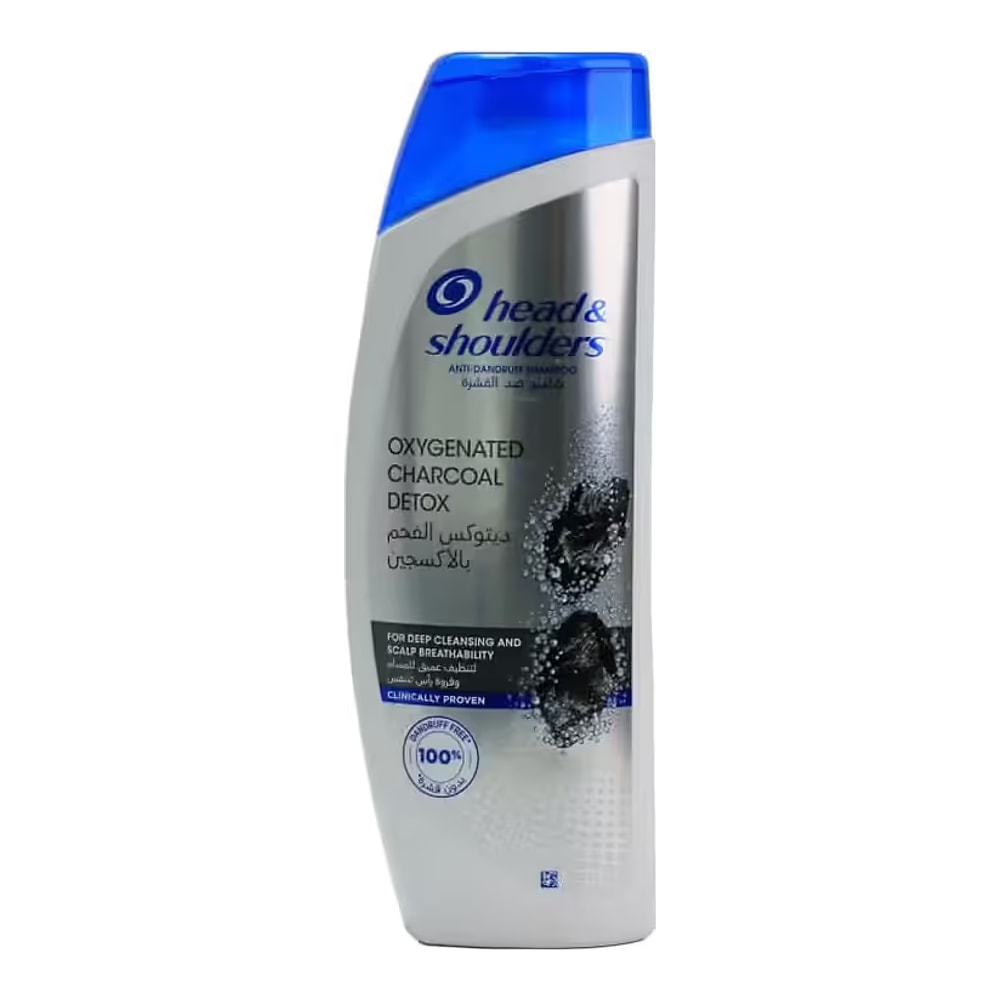 head&
shoulders
ANTI-DANDRUFF SHAMPOO
شامبو ضد القشرة
OXYGENATED
CHARCOAL
DETOX
ديتوكس الفحم
بالأكسجين
FOR DEEP CLEANSING AND
SCALP BREATHABILITY
لتنظيف عميق للمسام
وفروة رأس تتنفس
CLINICALLY PROVEN
DANDRUFF FREE*
100%
بدون قشرة*